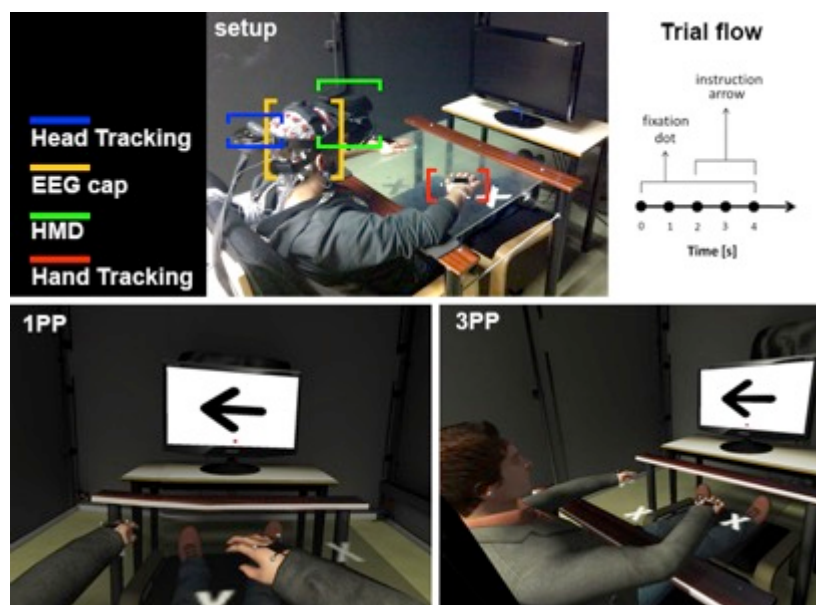 setup
Head Tracking
EEG cap
HMD
Hand Tracking
Trial flow
instruction
arrow
fixation
dot
0 1 2 3 4
Time [s]
1PP
3PP